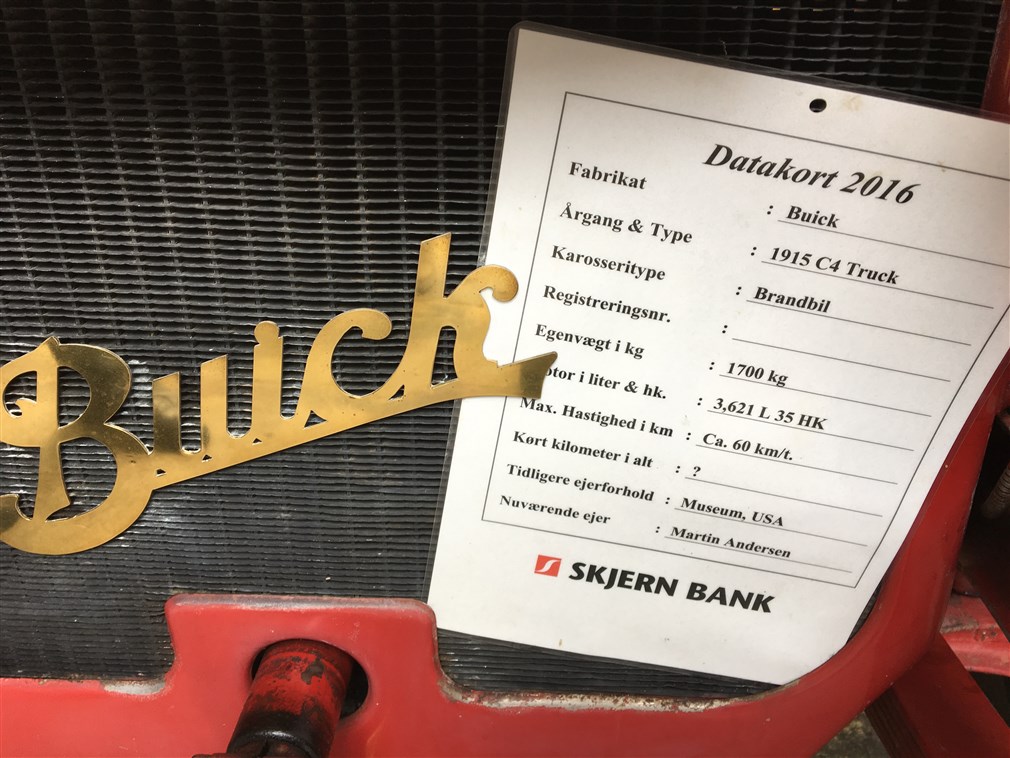 Buick
Datakort 2016
Fabrikat : Buick
Årgang & Type : 1915 C4 Truck
Karosseritype : Brandbil
Registreringsnr. :
Egenvægt i kg : 1700 kg
otor i liter & hk. : 3,621 L 35 HK
Max. Hastighed i km : Ca. 60 km/t.
Kørt kilometer i alt : ?
Tidligere ejerforhold : Museum, USA
Nuværende ejer : Martin Andersen
SKJERN BANK